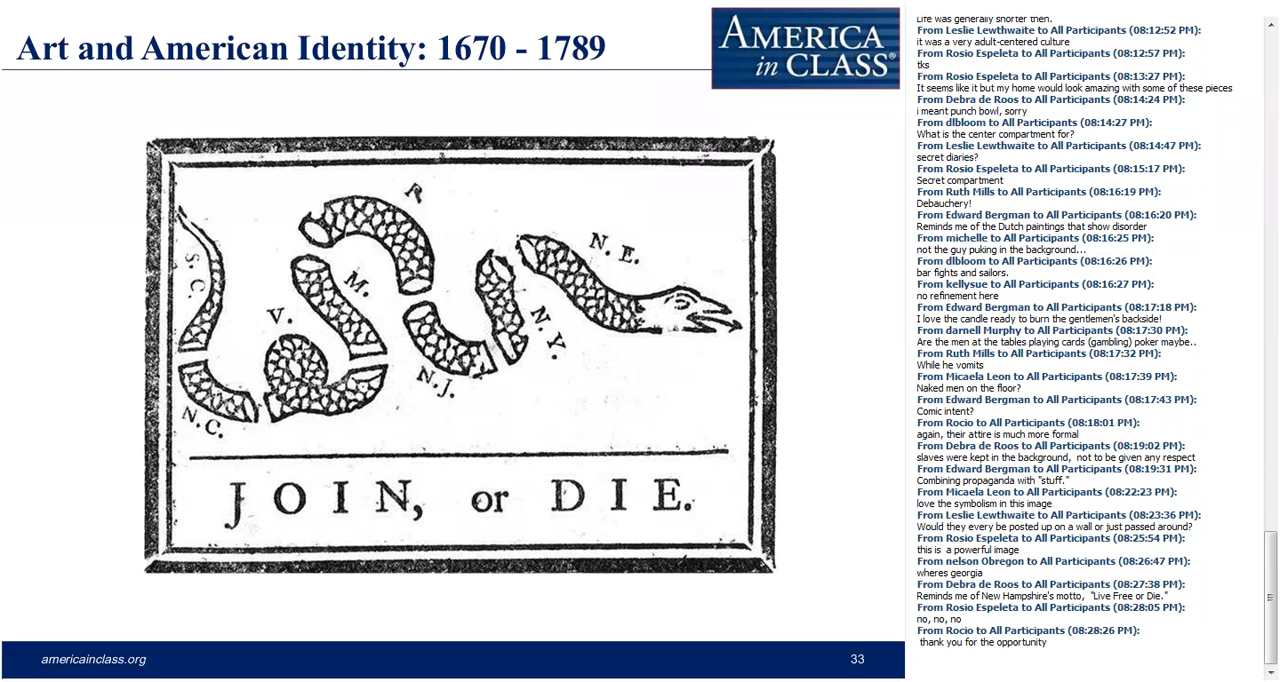 Art and American Identity: 1670 - 1789
AMERICA
in CLASS®
R
S. C.
N. E.
M.
V.
N. Y.
N. J.
N. C.
JOIN, or DIE.
americainclass.org
33
Life was generally shorter then.
From Leslie Lewthwaite to All Participants (08:12:52 PM):
it was a very adult-centered culture
From Rosio Espeleta to All Participants (08:12:57 PM):
tks
From Rosio Espeleta to All Participants (08:13:27 PM):
It seems like it but my home would look amazing with some of these pieces
From Debra de Roos to All Participants (08:14:24 PM):
i meant punch bowl, sorry
From dlbloom to All Participants (08:14:27 PM):
What is the center compartment for?
From Leslie Lewthwaite to All Participants (08:14:47 PM):
secret diaries?
From Rosio Espeleta to All Participants (08:15:17 PM):
Secret compartment
From Ruth Mills to All Participants (08:16:19 PM):
Debauchery!
From Edward Bergman to All Participants (08:16:20 PM):
Reminds me of the Dutch paintings that show disorder
From michelle to All Participants (08:16:25 PM):
not the guy puking in the background...
From dlbloom to All Participants (08:16:26 PM):
bar fights and sailors.
From kellysue to All Participants (08:16:27 PM):
no refinement here
From Edward Bergman to All Participants (08:17:18 PM):
I love the candle ready to burn the gentlemen's backside!
From darnell Murphy to All Participants (08:17:30 PM):
Are the men at the tables playing cards (gambling) poker maybe..
From Ruth Mills to All Participants (08:17:32 PM):
While he vomits
From Micaela Leon to All Participants (08:17:39 PM):
Naked men on the floor?
From Edward Bergman to All Participants (08:17:43 PM):
Comic intent?
From Rocio to All Participants (08:18:01 PM):
again, their attire is much more formal
From Debra de Roos to All Participants (08:19:02 PM):
slaves were kept in the background, not to be given any respect
From Edward Bergman to All Participants (08:19:31 PM):
Combining propaganda with "stuff."
From Micaela Leon to All Participants (08:22:23 PM):
love the symbolism in this image
From Leslie Lewthwaite to All Participants (08:23:36 PM):
Would they every be posted up on a wall or just passed around?
From Rosio Espeleta to All Participants (08:25:54 PM):
this is a powerful image
From nelson Obregon to All Participants (08:26:47 PM):
wheres georgia
From Debra de Roos to All Participants (08:27:38 PM):
Reminds me of New Hampshire's motto, "Live Free or Die."
From Rosio Espeleta to All Participants (08:28:05 PM):
no, no, no
From Rocio to All Participants (08:28:26 PM):
thank you for the opportunity